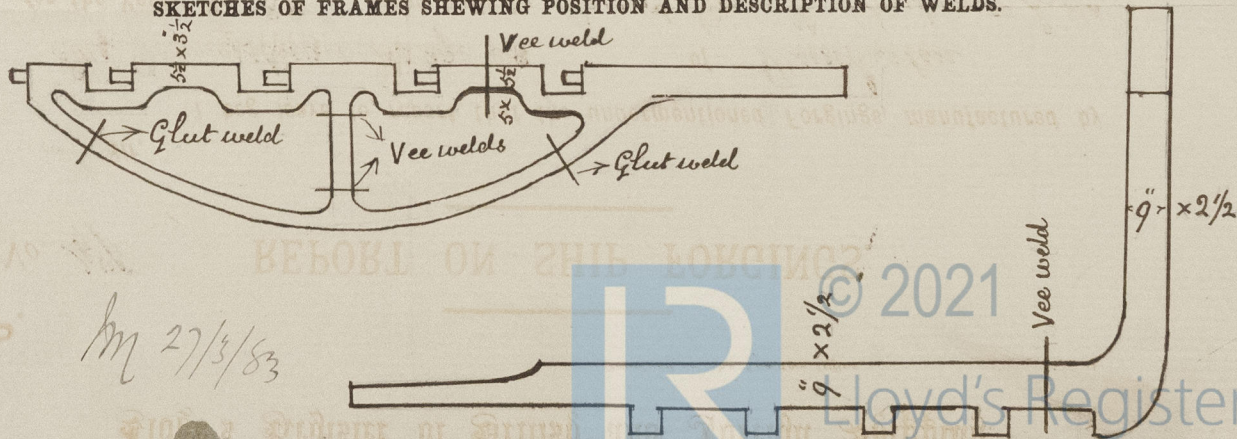 SKETCHES OF FRAMES SHEWING POSITION AND DESCRIPTION OF WELDS.
5½ × 3½"
Vee weld
5 × 5½
Glut weld
Vee welds
Glut weld
9" × 2½
Vee weld
9" × 2½
27/3/83
REPORT ON SHIP FORGINGS.
© 2021
Lloyd's Register